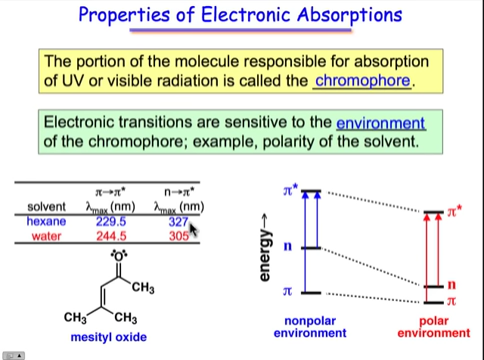 Properties of Electronic Absorptions
The portion of the molecule responsible for absorption
of UV or visible radiation is called the chromophore.
Electronic transitions are sensitive to the environment
of the chromophore; example, polarity of the solvent.
π→π* n→π*
solvent λmax (nm) λmax (nm)
hexane 229.5 327
water 244.5 305
O
CH3
CH3 CH3
mesityl oxide
energy→
π*
n
π
nonpolar
environment
π*
n
π
polar
environment